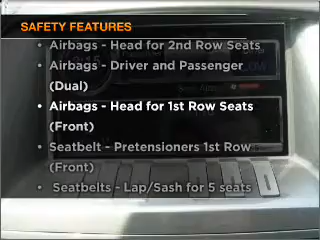 SAFETY FEATURES
• Airbags - Head for 2nd Row Seats
• Airbags - Driver and Passenger
(Dual)
• Airbags - Head for 1st Row Seats
(Front)
• Seatbelt - Pretensioners 1st Row
(Front)
• Seatbelts - Lap/Sash for 5 seats